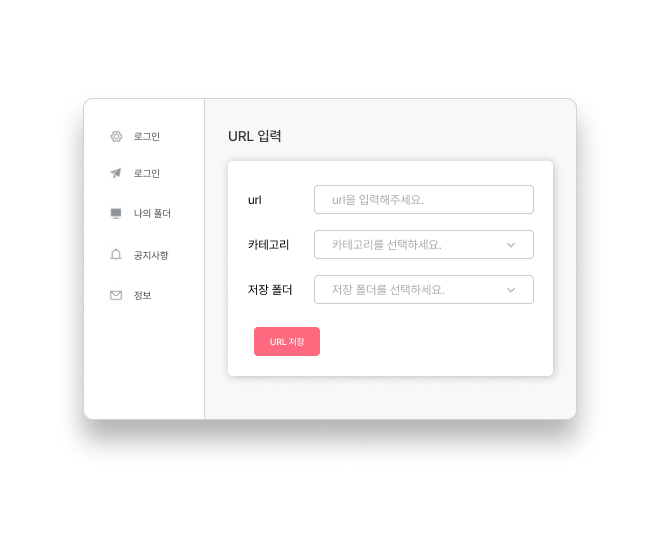 로그인
로그인
나의 폴더
공지사항
정보
URL 입력
url
url을 입력해주세요.
카테고리
카테고리를 선택하세요.
저장 폴더
저장 폴더를 선택하세요.
URL 저장